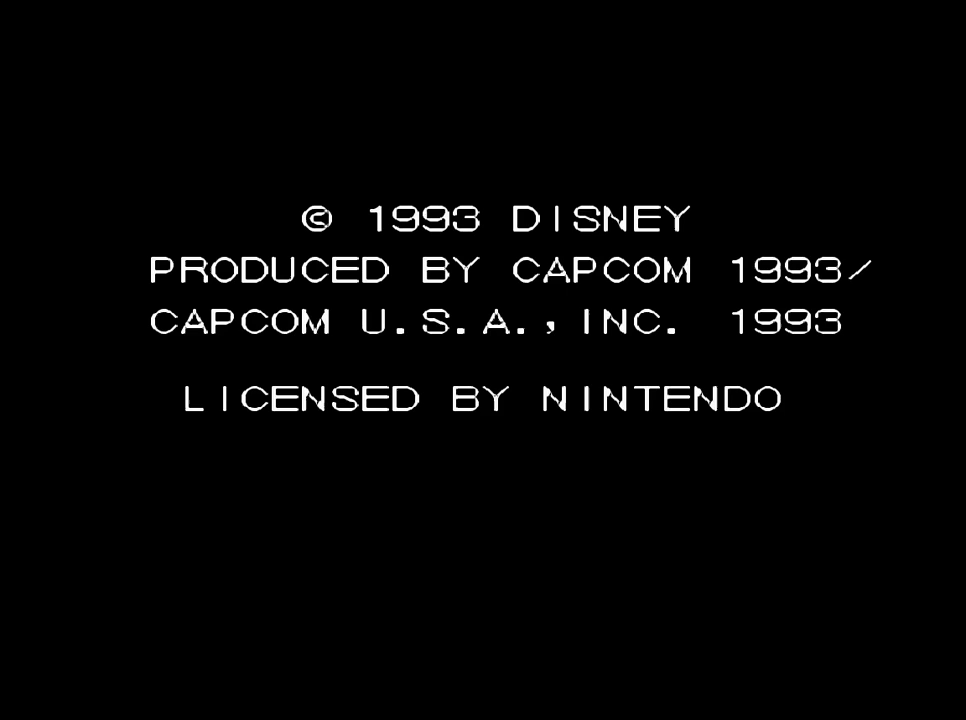 © 1993 DISNEY
PRODUCED BY CAPCOM 1993/
CAPCOM U.S.A.,INC. 1993
LICENSED BY NINTENDO